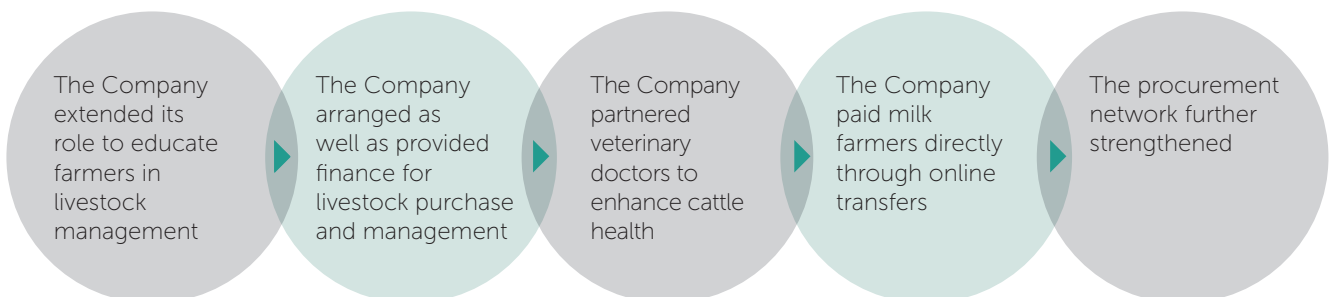 The Company
extended its
role to educate
farmers in
livestock
management
The Company
arranged as
well as provided
finance for
livestock purchase
and management
The Company
partnered
veterinary
doctors to
enhance cattle
health
The Company
paid milk
farmers directly
through online
transfers
The procurement
network further
strengthened